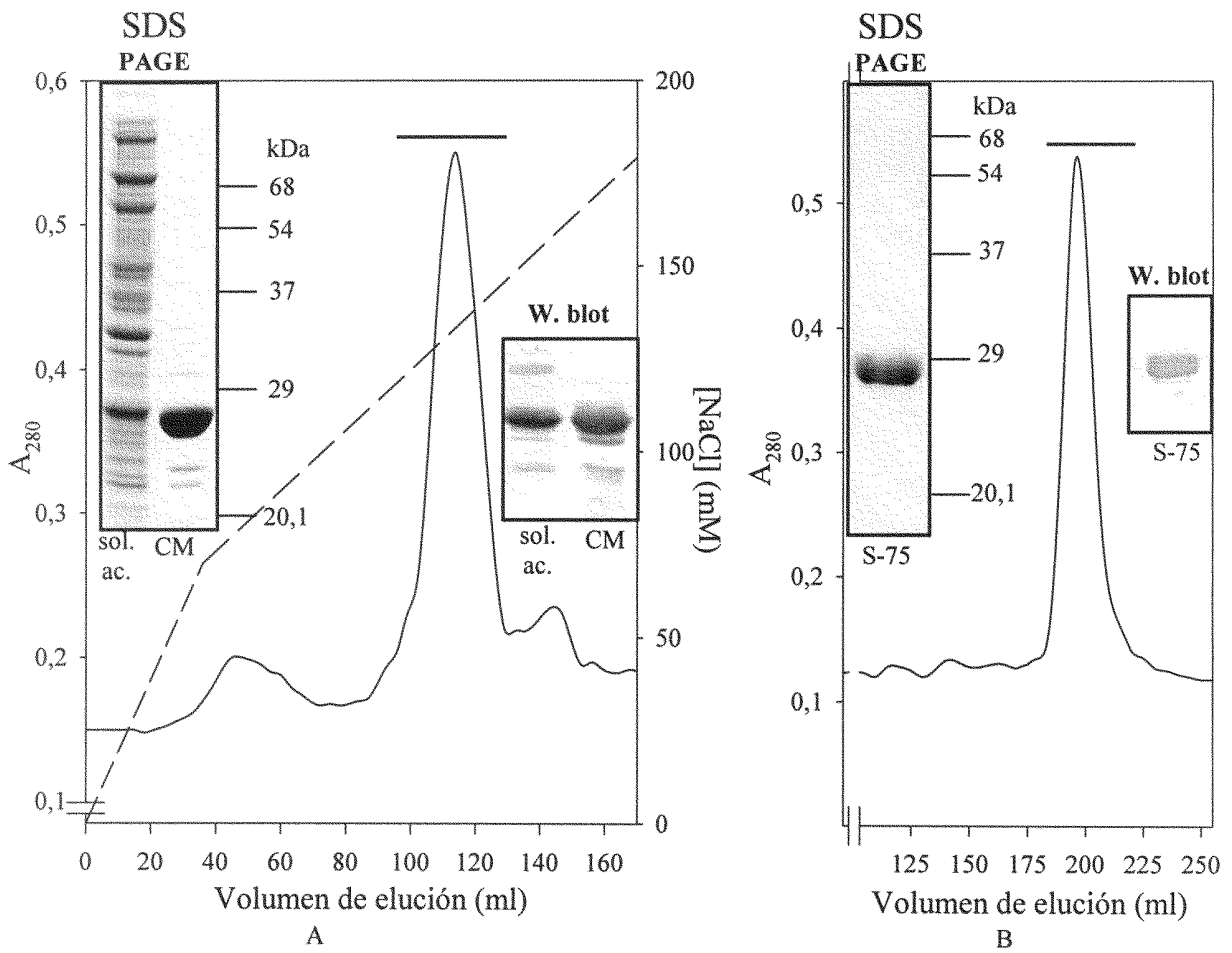 SDS
PAGE
0,6
0,5
0,4
0,3
0,2
0,1
A280
kDa
68
54
37
29
20,1
sol.
ac.
CM
W. blot
sol.
ac.
CM
200
150
100
50
0
[NaCl] (mM)
0 20 40 60 80 100 120 140 160
Volumen de elución (ml)
A
SDS
PAGE
0,5
0,4
0,3
0,2
0,1
A280
kDa
68
54
37
29
20,1
S-75
W. blot
S-75
125 150 175 200 225 250
Volumen de elución (ml)
B